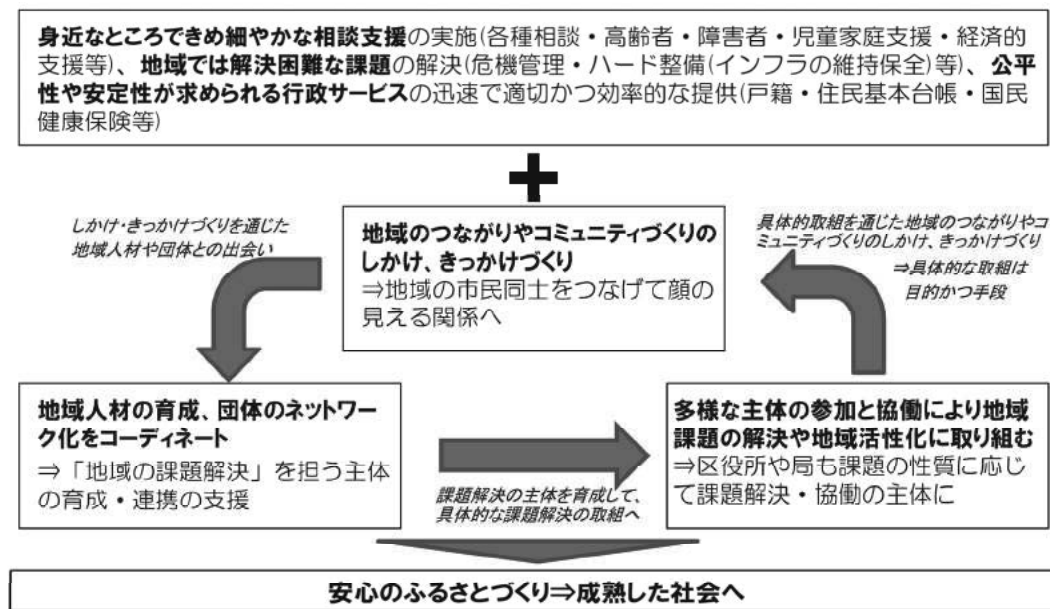 身近なところできめ細やかな相談支援の実施(各種相談・高齢者・障害者・児童家庭支援・経済的
支援等)、地域では解決困難な課題の解決(危機管理・ハード整備(インフラの維持保全)等)、公平
性や安定性が求められる行政サービスの迅速で適切かつ効率的な提供(戸籍・住民基本台帳・国民
健康保険等)
しかけ・きっかけづくりを通じた
地域人材や団体との出会い
地域のつながりやコミュニティづくりの
しかけ、きっかけづくり
⇒地域の市民同士をつなげて顔の
見える関係へ
具体的取組を通じた地域のつながりやコ
ミュニティづくりのしかけ、きっかけづくり
⇒具体的な取組は
目的かつ手段
地域人材の育成、団体のネットワー
ク化をコーディネート
⇒「地域の課題解決」を担う主体
の育成・連携の支援
課題解決の主体を育成して、
具体的な課題解決の取組へ
多様な主体の参加と協働により地域
課題の解決や地域活性化に取り組む
⇒区役所や局も課題の性質に応じ
て課題解決・協働の主体に
安心のふるさとづくり⇒成熟した社会へ